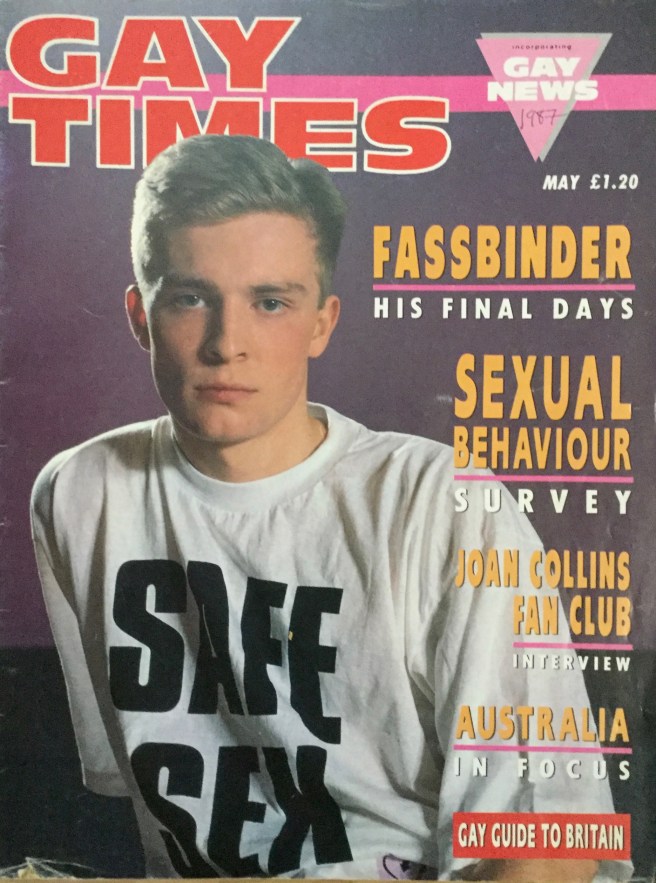 GAY
TIMES
incorporating
GAY
NEWS
1987
MAY £1.20
FASSBINDER
HIS FINAL DAYS
SEXUAL
BEHAVIOUR
SURVEY
JOAN COLLINS
FAN CLUB
INTERVIEW
AUSTRALIA
IN FOCUS
GAY GUIDE TO BRITAIN
SAFE
SEX